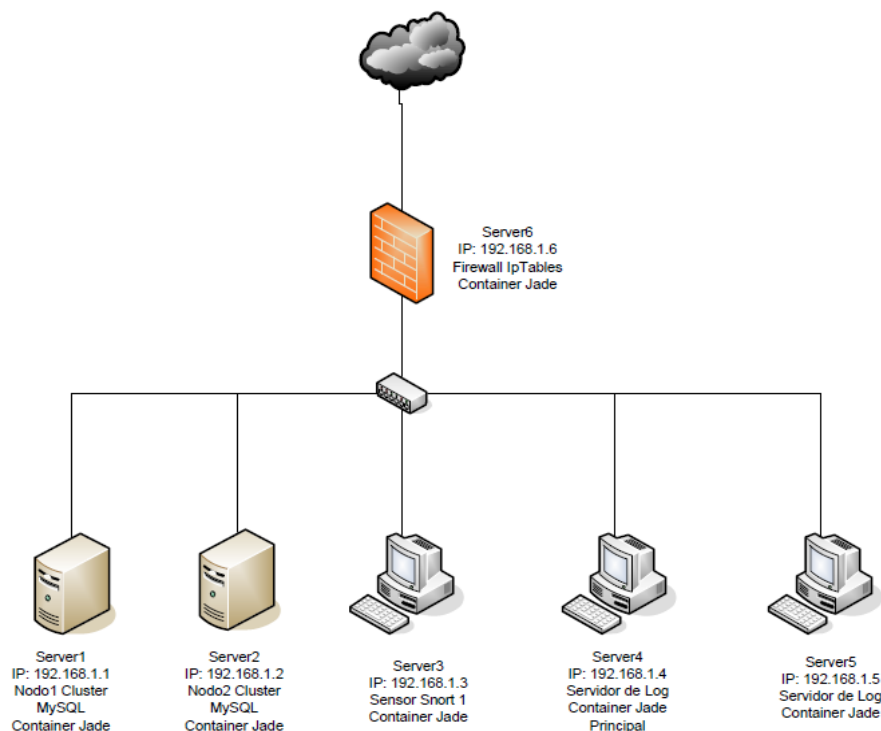 Server6
IP: 192.168.1.6
Firewall IpTables
Container Jade
Server1
IP: 192.168.1.1
Nodo1 Cluster
MySQL
Container Jade
Server2
IP: 192.168.1.2
Nodo2 Cluster
MySQL
Container Jade
Server3
IP: 192.168.1.3
Sensor Snort 1
Container Jade
Server4
IP: 192.168.1.4
Servidor de Log
Container Jade
Principal
Server5
IP: 192.168.1.5
Servidor de Log
Container Jade